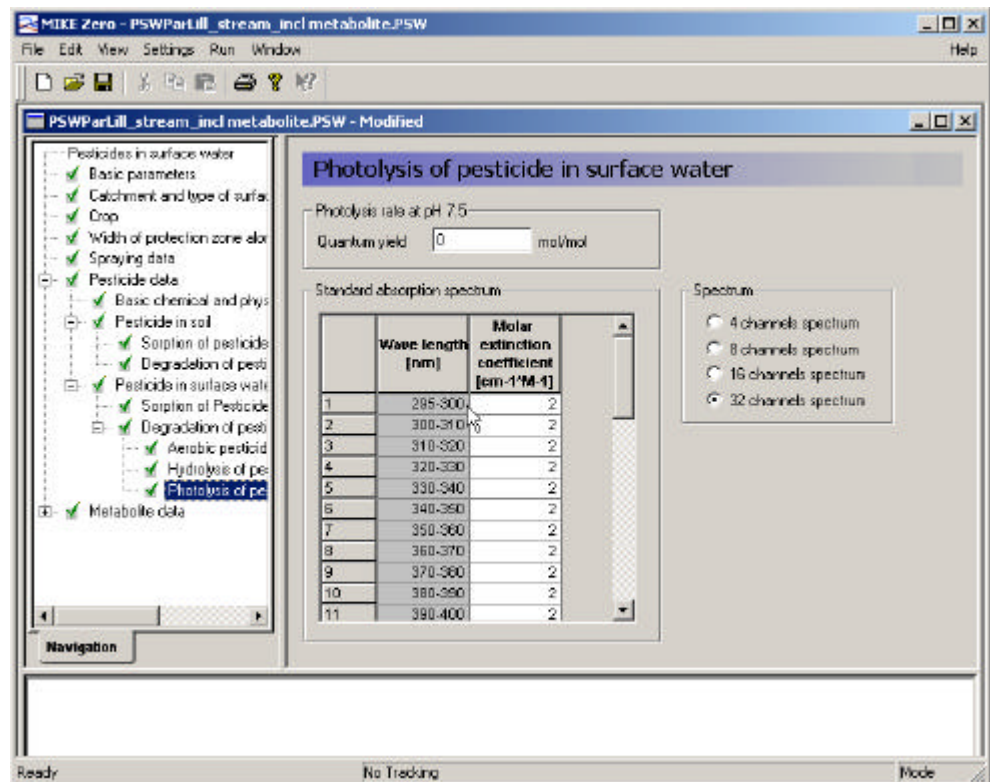 MIKE Zero - PSWParLill_stream_incl metabolite.PSW
File Edit View Settings Run Window Help
PSWParLill_stream_incl metabolite.PSW - Modified
Pesticides in surface water
Basic parameters
Catchment and type of surfac
Crop
Width of protection zone alor
Spraying data
Pesticide data
Basic chemical and phys
Pesticide in soil
Sorption of pesticide
Degradation of pesti
Pesticide in surface wate
Sorption of Pesticide
Degradation of pesti
Aerobic pesticid
Hydrolysis of pe
Photolysis of pe
Metabolite data
Navigation
Photolysis of pesticide in surface water
Photolysis rate at pH 7.5
Quantum yield 0 mol/mol
Standard absorption spectrum
Wave length [nm]
Molar extinction coefficient [cm-1*M-1]
1 295-300 2
2 300-310 2
3 310-320 2
4 320-330 2
5 330-340 2
6 340-350 2
7 350-360 2
8 360-370 2
9 370-380 2
10 380-390 2
11 390-400 2
Spectrum
4 channels spectrum
8 channels spectrum
16 channels spectrum
32 channels spectrum
Ready No Tracking Mode